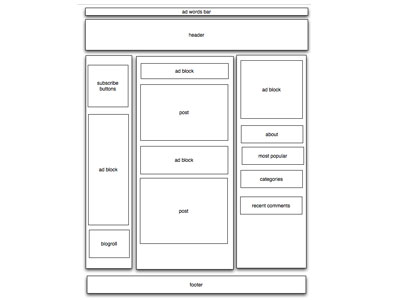 ad words bar
header
subscribe
buttons
ad block
blogroll
ad block
post
ad block
post
ad block
about
most popular
categories
recent comments
footer